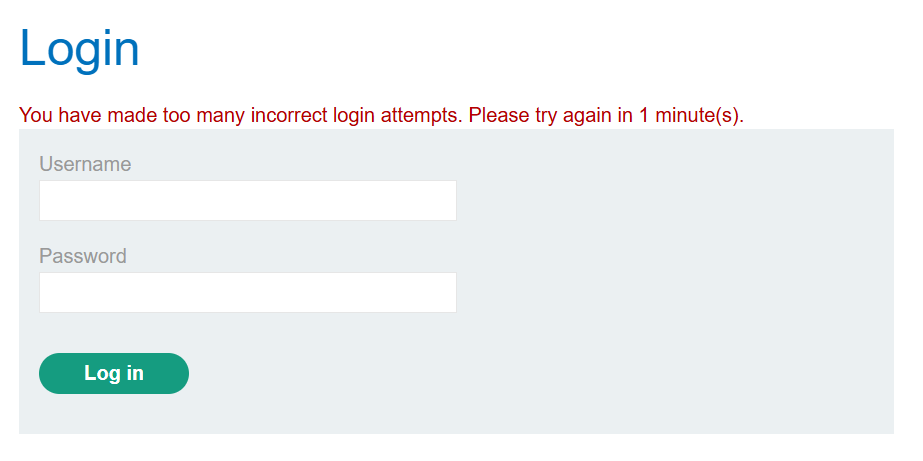 Login
You have made too many incorrect login attempts. Please try again in 1 minute(s).
Username
Password
Log in